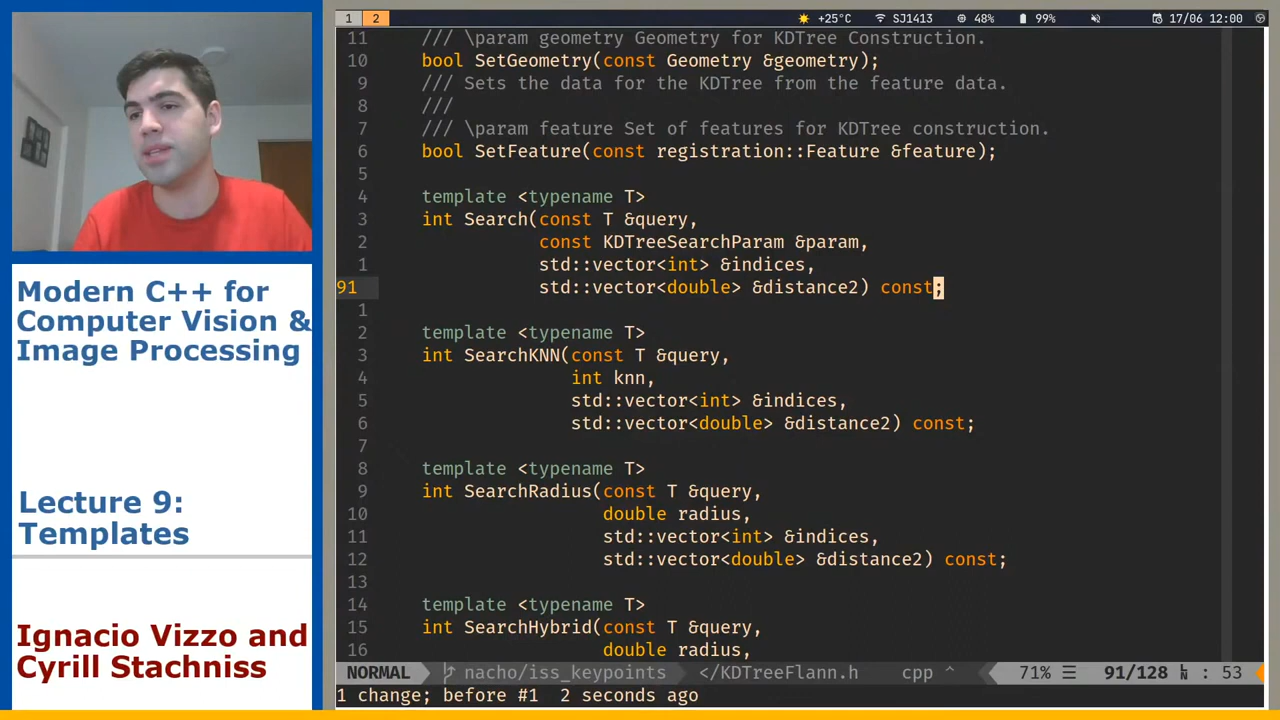 1 2 +25°C SJ1413 48% 99% 17/06 12:00
Modern C++ for
Computer Vision &
Image Processing
Lecture 9:
Templates
Ignacio Vizzo and
Cyrill Stachniss
11 /// \param geometry Geometry for KDTree Construction.
10 bool SetGeometry(const Geometry &geometry);
9 /// Sets the data for the KDTree from the feature data.
8 ///
7 /// \param feature Set of features for KDTree construction.
6 bool SetFeature(const registration::Feature &feature);
5
4 template <typename T>
3 int Search(const T &query,
2 const KDTreeSearchParam &param,
1 std::vector<int> &indices,
91 std::vector<double> &distance2) const;
1
2 template <typename T>
3 int SearchKNN(const T &query,
4 int knn,
5 std::vector<int> &indices,
6 std::vector<double> &distance2) const;
7
8 template <typename T>
9 int SearchRadius(const T &query,
10 double radius,
11 std::vector<int> &indices,
12 std::vector<double> &distance2) const;
13
14 template <typename T>
15 int SearchHybrid(const T &query,
16 double radius,
NORMAL nacho/iss_keypoints </KDTreeFlann.h cpp ^ 71% ☰ 91/128 : 53
1 change; before #1 2 seconds ago